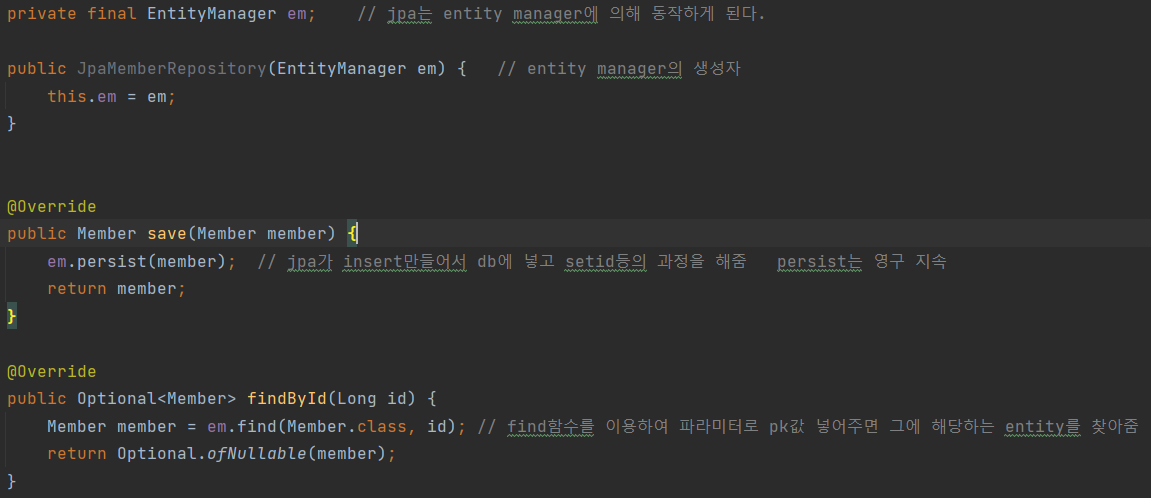 private final EntityManager em;    // jpa는 entity manager에 의해 동작하게 된다.
public JpaMemberRepository(EntityManager em) {   // entity manager의 생성자
    this.em = em;
}
@Override
public Member save(Member member) {
    em.persist(member);  // jpa가 insert만들어서 db에 넣고 setid등의 과정을 해줌   persist는 영구 지속
    return member;
}
@Override
public Optional<Member> findById(Long id) {
    Member member = em.find(Member.class, id); // find함수를 이용하여 파라미터로 pk값 넣어주면 그에 해당하는 entity를 찾아줌
    return Optional.ofNullable(member);
}